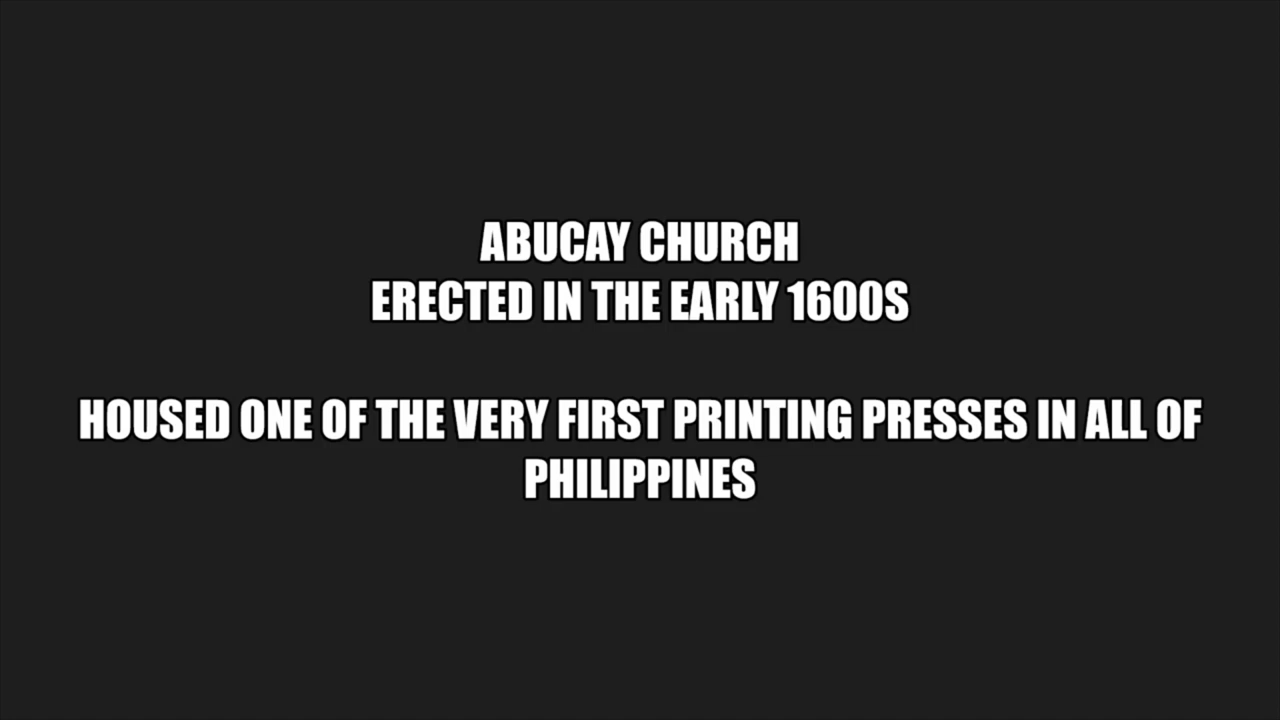 ABUCAY CHURCH
ERECTED IN THE EARLY 1600S
HOUSED ONE OF THE VERY FIRST PRINTING PRESSES IN ALL OF
PHILIPPINES